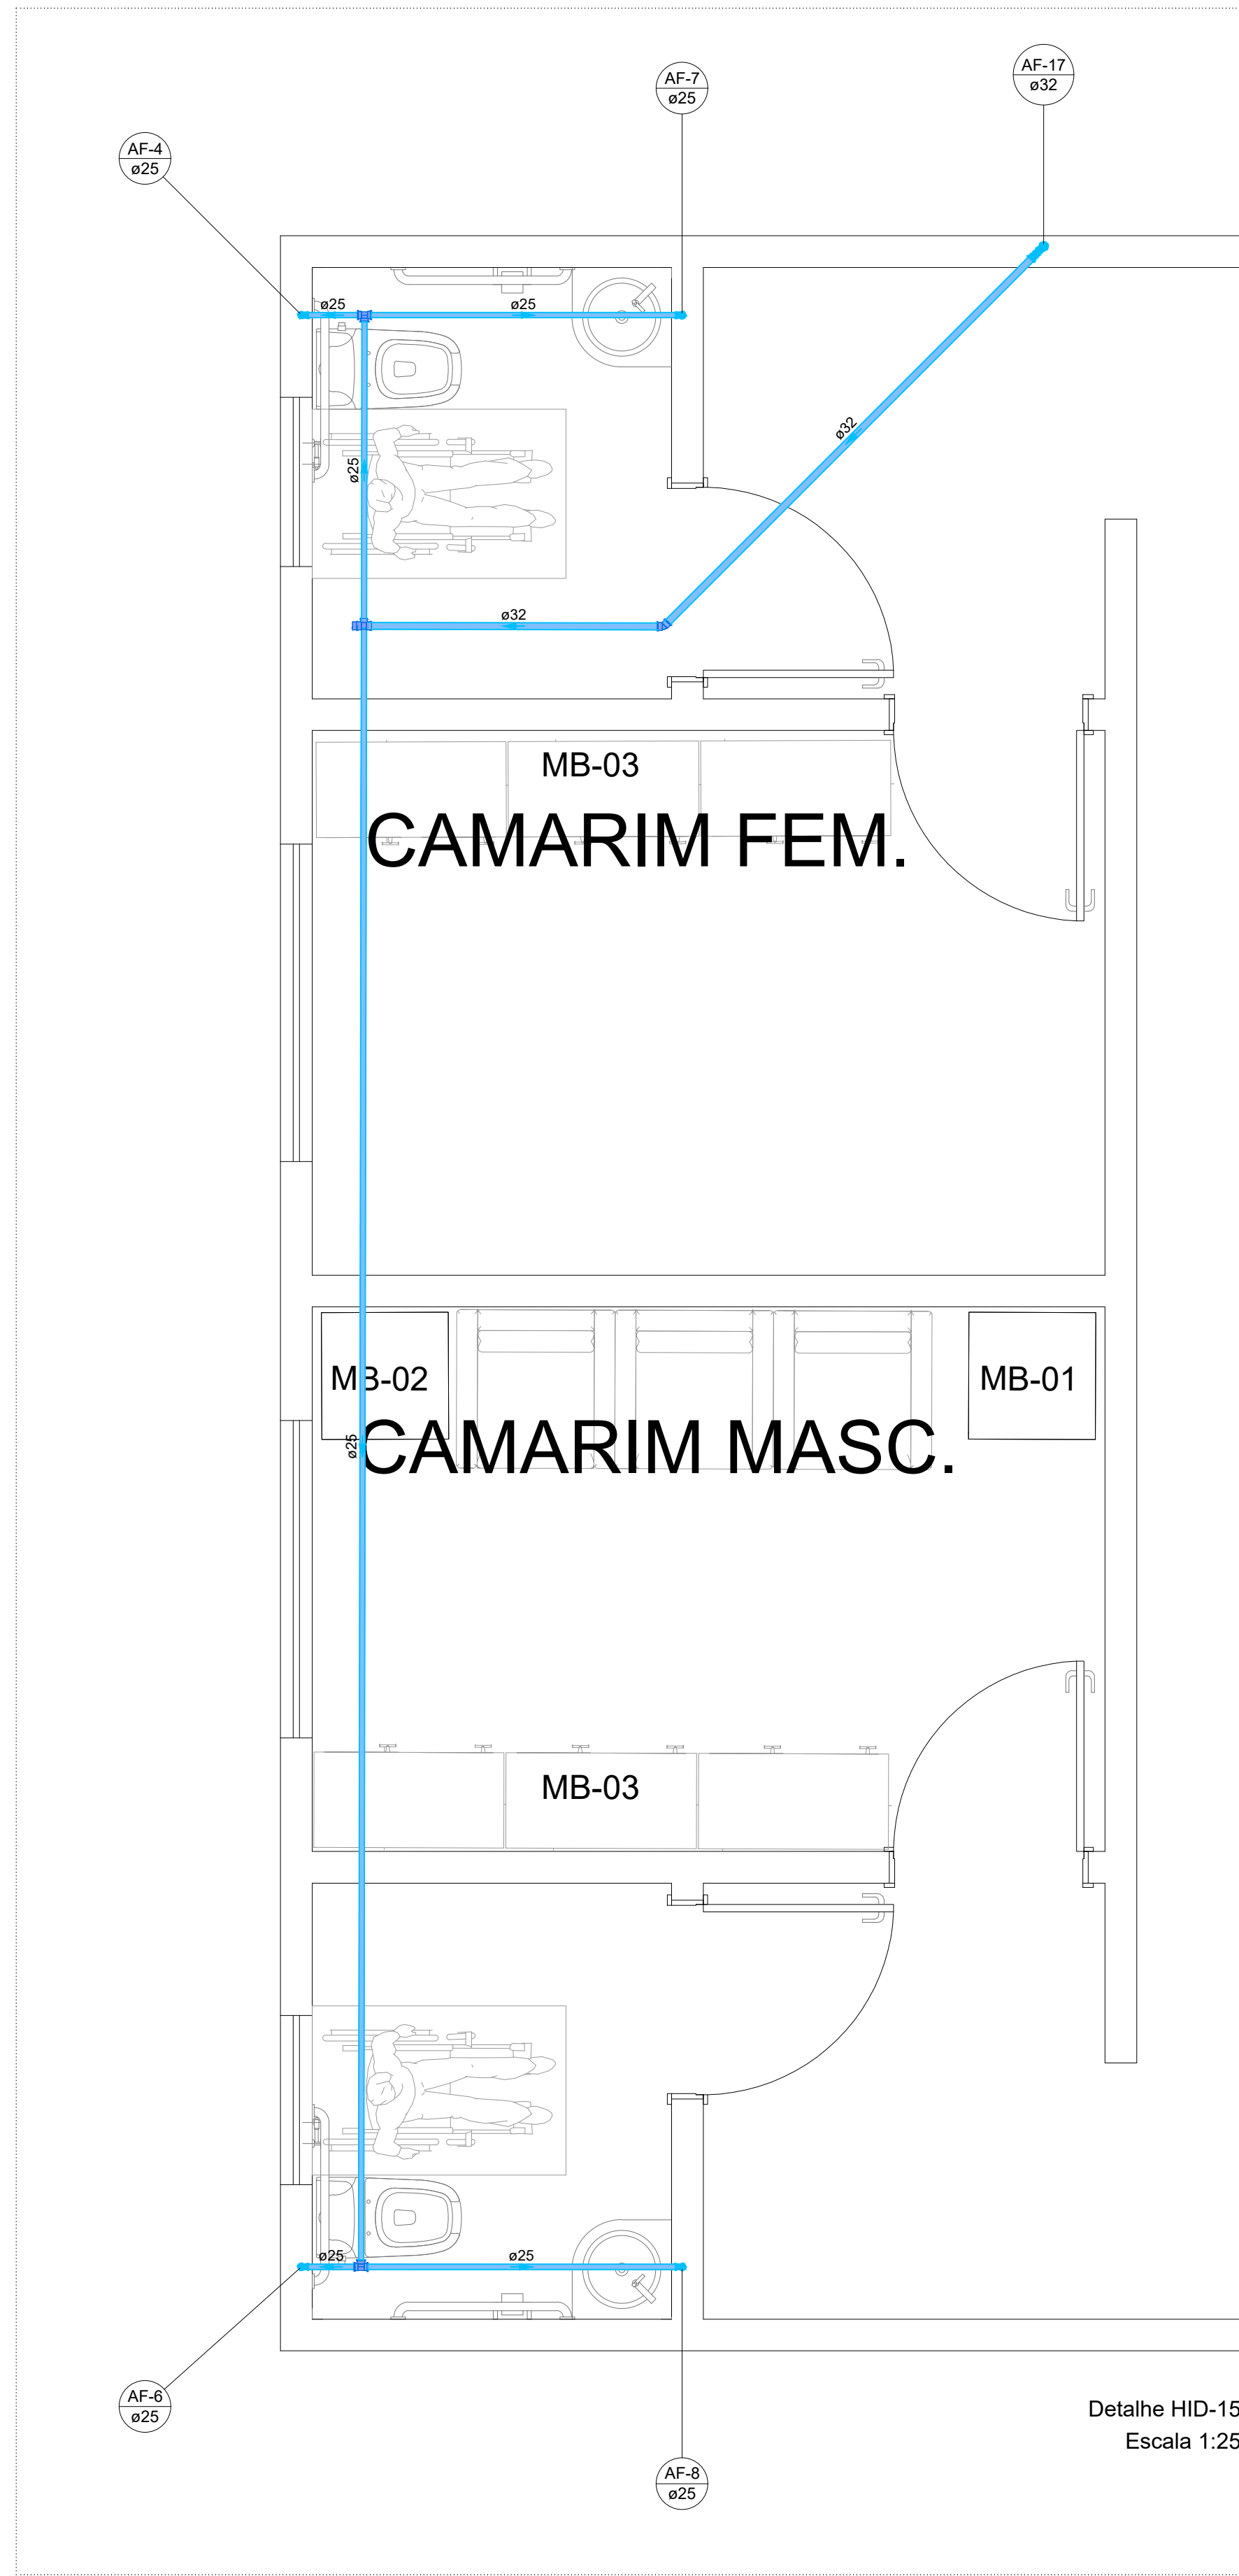 AF-17
ø32
AF-7
ø25
AF-4
ø25
ø25
ø25
ø32
ø25
ø32
MB-03
CAMARIM FEM.
MB-02
MB-01
CAMARIM MASC.
ø25
MB-03
ø25
ø25
AF-6
ø25
Detalhe HID-15
Escala 1:25
AF-8
ø25